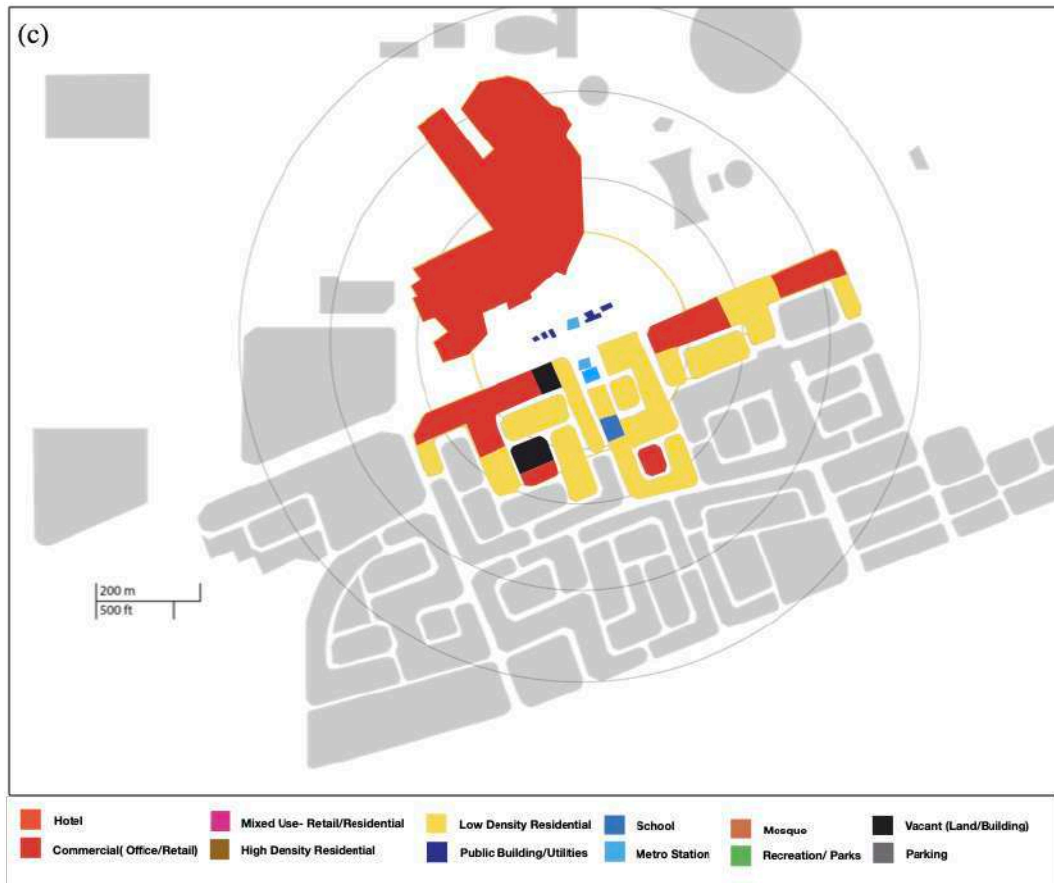 (c)
200 m
500 ft
Hotel
Mixed Use- Retail/Residential
Low Density Residential
School
Mosque
Vacant (Land/Building)
Commercial( Office/Retail)
High Density Residential
Public Building/Utilities
Metro Station
Recreation/ Parks
Parking